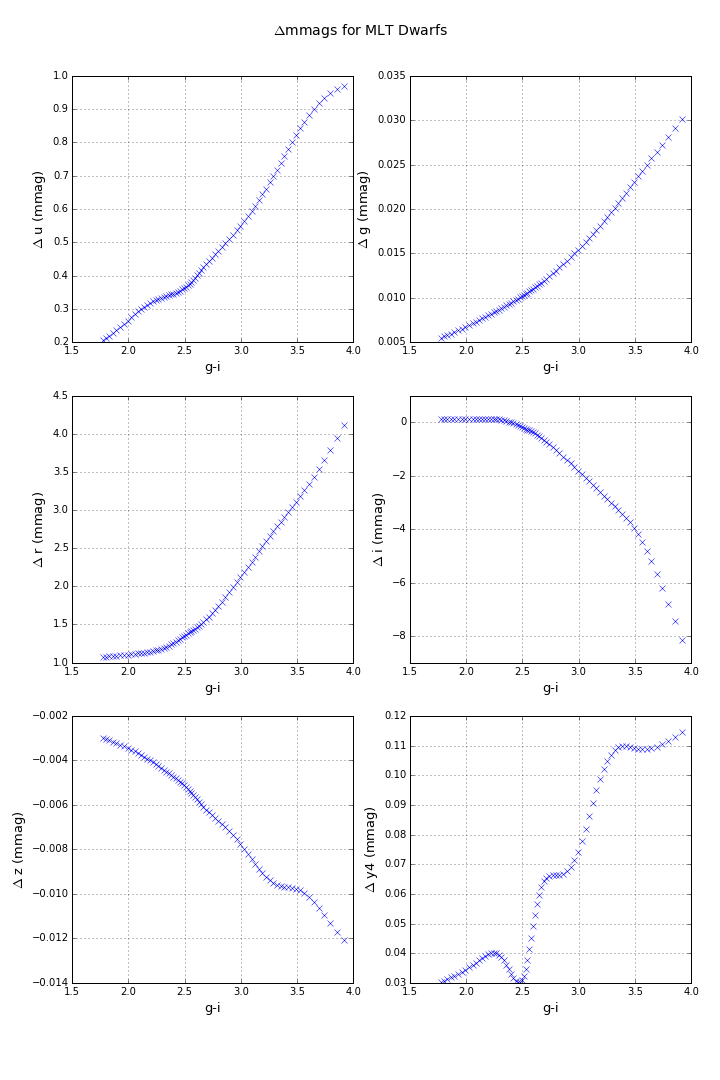 Δmmags for MLT Dwarfs
1.0
0.9
0.8
0.7
0.6
0.5
0.4
0.3
0.2
Δ u (mmag)
1.5 2.0 2.5 3.0 3.5 4.0
g-i
0.035
0.030
0.025
0.020
0.015
0.010
0.005
Δ g (mmag)
1.5 2.0 2.5 3.0 3.5 4.0
g-i
4.5
4.0
3.5
3.0
2.5
2.0
1.5
1.0
Δ r (mmag)
1.5 2.0 2.5 3.0 3.5 4.0
g-i
0
−2
−4
−6
−8
Δ i (mmag)
1.5 2.0 2.5 3.0 3.5 4.0
g-i
−0.002
−0.004
−0.006
−0.008
−0.010
−0.012
−0.014
Δ z (mmag)
1.5 2.0 2.5 3.0 3.5 4.0
g-i
0.12
0.11
0.10
0.09
0.08
0.07
0.06
0.05
0.04
0.03
Δ y4 (mmag)
1.5 2.0 2.5 3.0 3.5 4.0
g-i